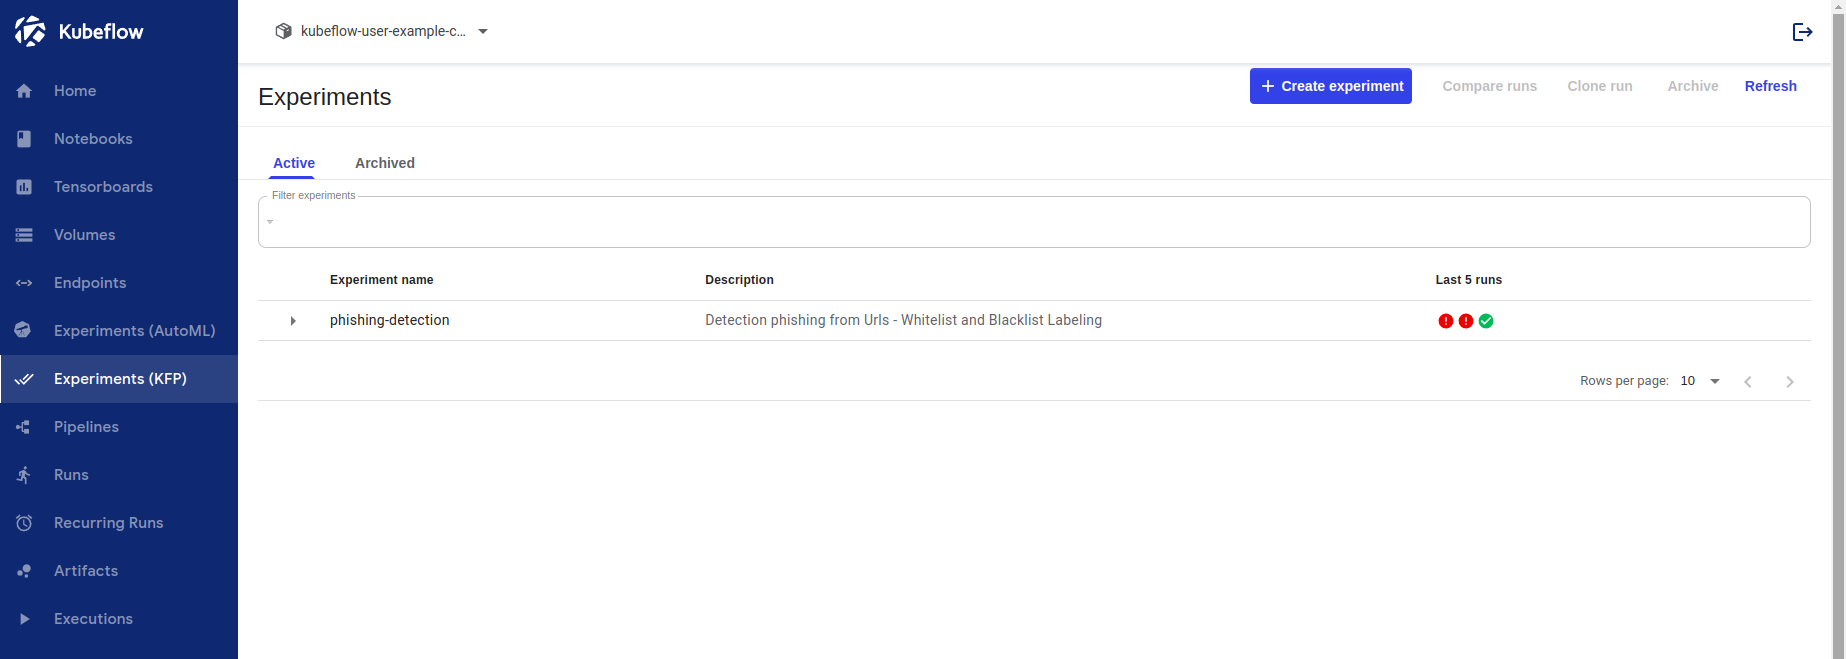 Kubeflow
kubeflow-user-example-c...
Home
Notebooks
Tensorboards
Volumes
Endpoints
Experiments (AutoML)
Experiments (KFP)
Pipelines
Runs
Recurring Runs
Artifacts
Executions
Experiments
Create experiment Compare runs Clone run Archive Refresh
Active Archived
Filter experiments
Experiment name Description Last 5 runs
phishing-detection Detection phishing from Urls - Whitelist and Blacklist Labeling
Rows per page: 10